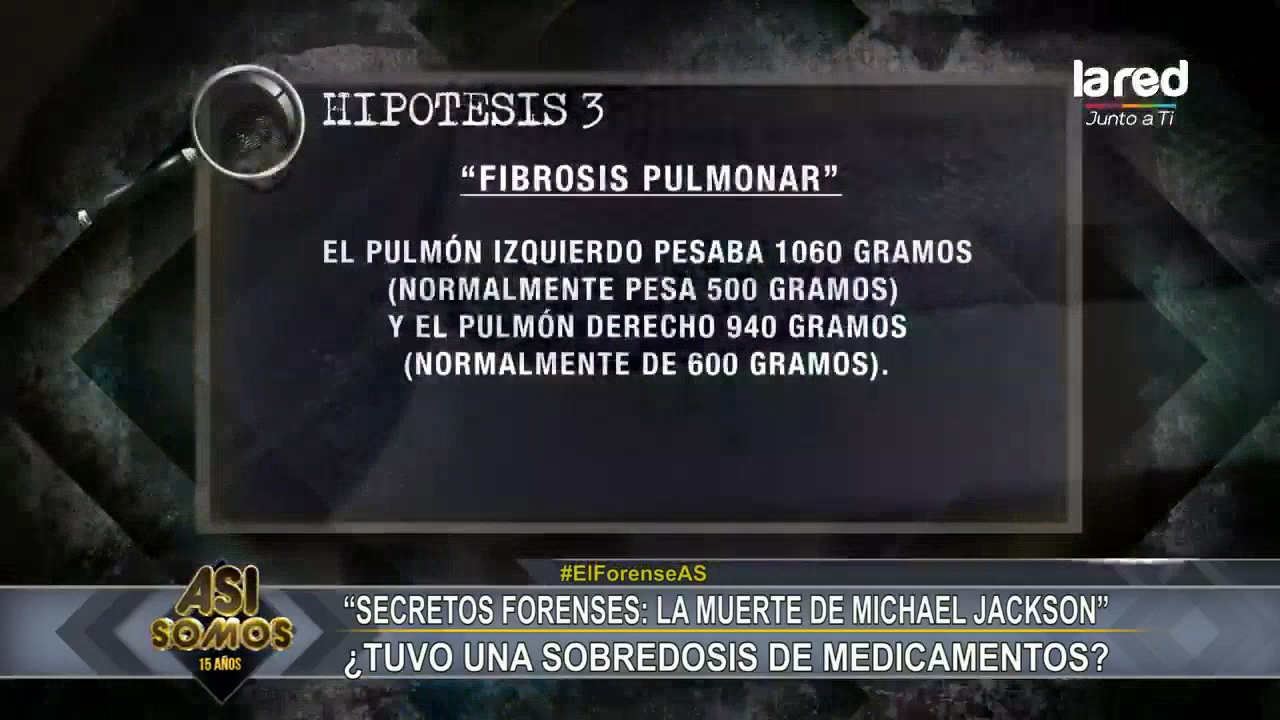 lared
Junto a Ti
HIPOTESIS 3
“FIBROSIS PULMONAR”
EL PULMÓN IZQUIERDO PESABA 1060 GRAMOS
(NORMALMENTE PESA 500 GRAMOS)
Y EL PULMÓN DERECHO 940 GRAMOS
(NORMALMENTE DE 600 GRAMOS).
#ElForenseAS
ASI
SOMOS
15 AÑOS
“SECRETOS FORENSES: LA MUERTE DE MICHAEL JACKSON”
¿TUVO UNA SOBREDOSIS DE MEDICAMENTOS?